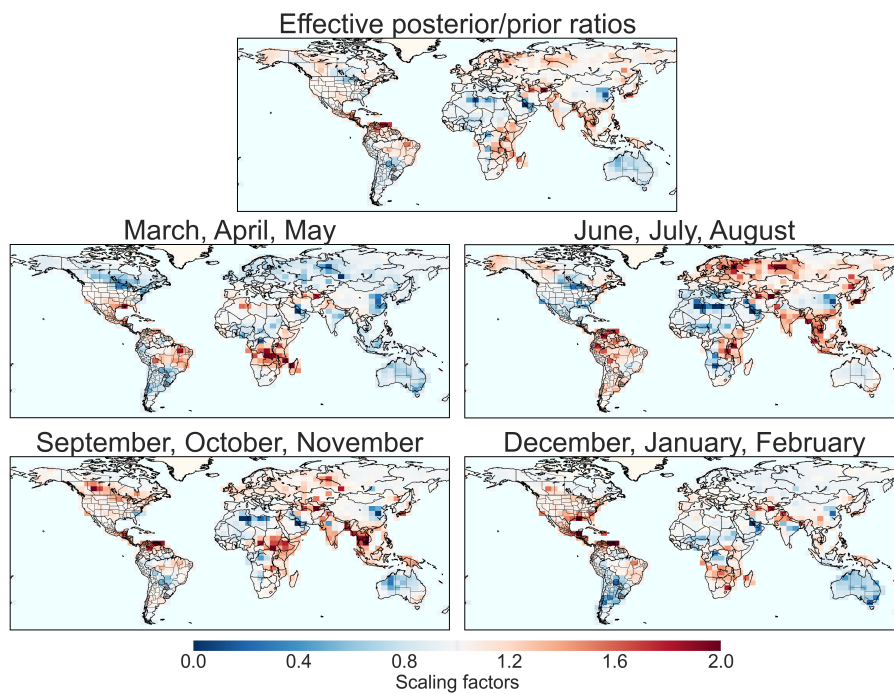 Effective posterior/prior ratios
March, April, May
June, July, August
September, October, November
December, January, February
0.0 0.4 0.8 1.2 1.6 2.0
Scaling factors